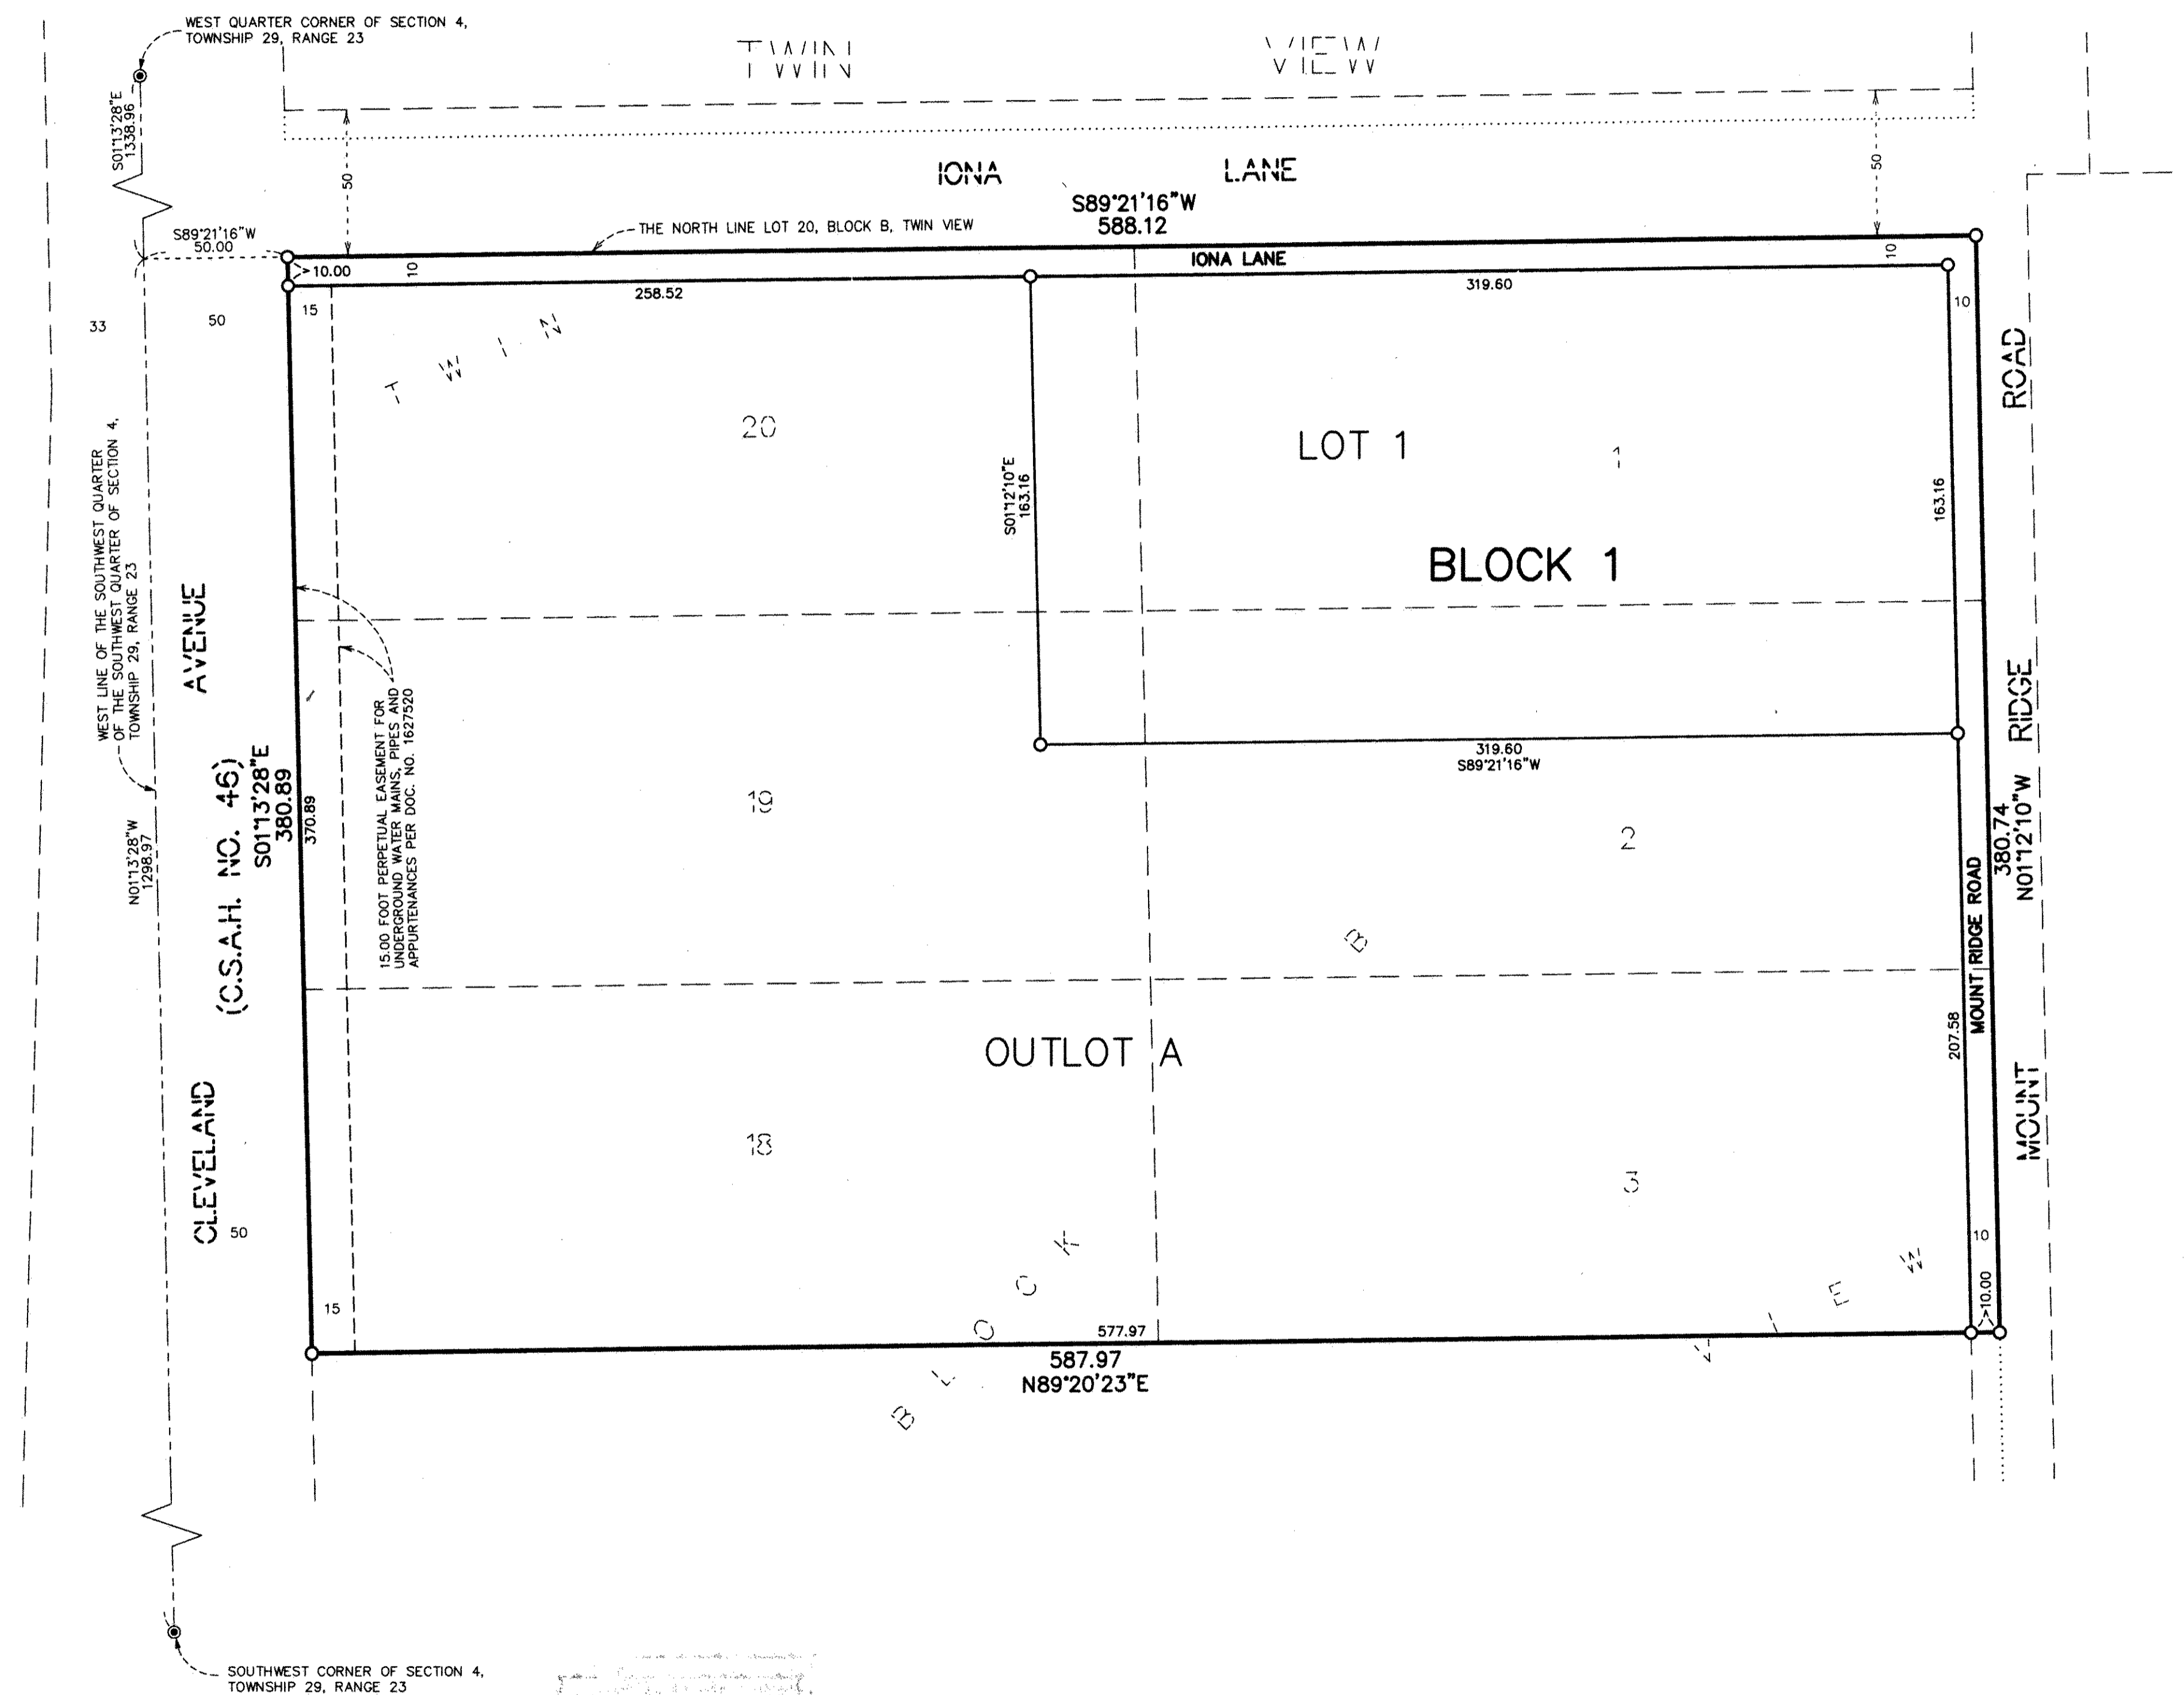 WEST QUARTER CORNER OF SECTION 4,
TOWNSHIP 29, RANGE 23
TWIN VIEW
S01°13'28"E
1338.96
50
50
IONA LANE
S89°21'16"W
588.12
THE NORTH LINE LOT 20, BLOCK B, TWIN VIEW
S89°21'16"W
50.00
10.00
10
IONA LANE
10
258.52
319.60
10
15
33
50
TWIN
20
LOT 1
1
S01°12'10"E
163.16
163.16
ROAD
BLOCK 1
WEST LINE OF THE SOUTHWEST QUARTER
OF THE SOUTHWEST QUARTER OF SECTION 4,
TOWNSHIP 29, RANGE 23
AVENUE
15.00 FOOT PERPETUAL EASEMENT FOR
UNDERGROUND WATER MAINS, PIPES AND
APPURTENANCES PER DOC. NO. 1627520
RIDGE
319.60
S89°21'16"W
N01°13'28"W
1298.97
(C.S.A.H. NO. 46)
S01°13'28"E
380.89
370.89
19
2
380.74
N01°12'10"W
MOUNT RIDGE ROAD
B
207.58
OUTLOT A
CLEVELAND
50
18
3
MOUNT
10
10.00
15
577.97
587.97
N89°20'23"E
BLOCK
VIEW
SOUTHWEST CORNER OF SECTION 4,
TOWNSHIP 29, RANGE 23